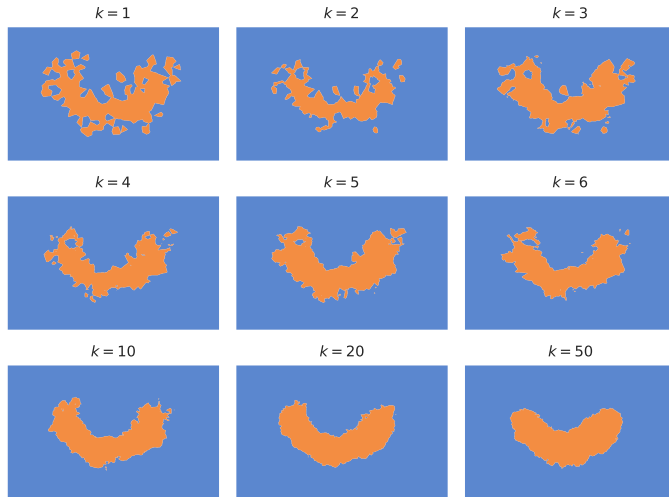 k = 1
k = 2
k = 3
k = 4
k = 5
k = 6
k = 10
k = 20
k = 50